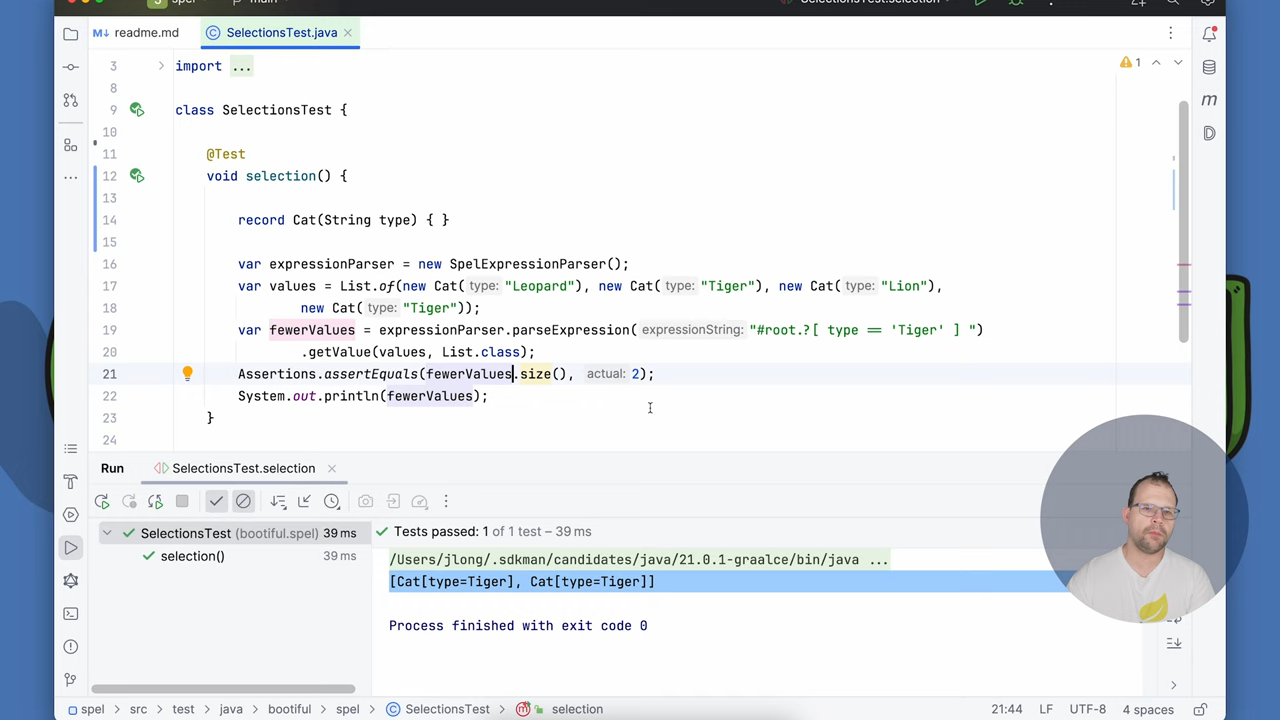 spel main SelectionsTest.selection
M↓ readme.md SelectionsTest.java
3 import ...
1
8
9 class SelectionsTest {
10
11 @Test
12 void selection() {
13
14 record Cat(String type) { }
15
16 var expressionParser = new SpelExpressionParser();
17 var values = List.of(new Cat( type: "Leopard"), new Cat( type: "Tiger"), new Cat( type: "Lion"),
18 new Cat( type: "Tiger"));
19 var fewerValues = expressionParser.parseExpression( expressionString: "#root.?[ type == 'Tiger' ] ")
20 .getValue(values, List.class);
21 Assertions.assertEquals(fewerValues.size(), actual: 2);
22 System.out.println(fewerValues);
23 }
24
Run SelectionsTest.selection
SelectionsTest (bootiful.spel) 39 ms
selection() 39 ms
Tests passed: 1 of 1 test – 39 ms
/Users/jlong/.sdkman/candidates/java/21.0.1-graalce/bin/java ...
[Cat[type=Tiger], Cat[type=Tiger]]
Process finished with exit code 0
spel > src > test > java > bootiful > spel > SelectionsTest > selection 21:44 LF UTF-8 4 spaces